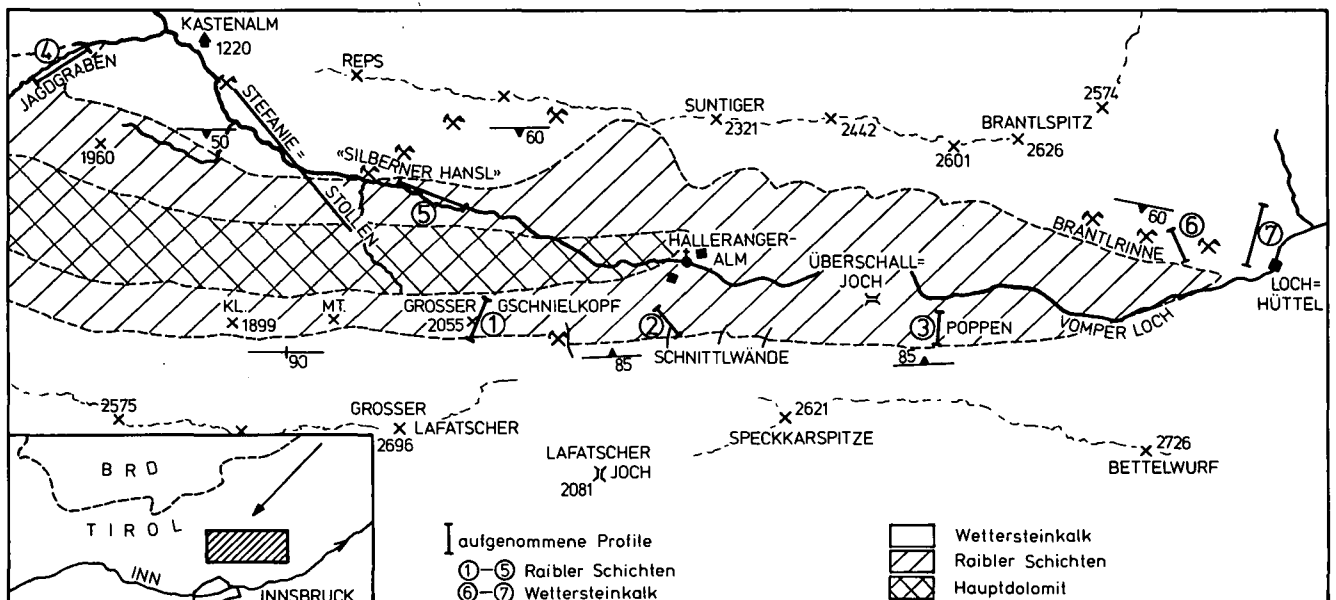 KASTENALM
1220
④
JAGDGRABEN
REPS
STEFANIE=
STOLLEN
SUNTIGER
2321
2442
2574
BRANTLSPITZ
2626
2601
1960
50
60
«SILBERNER HANSL»
⑤
60
BRANTLRINNE
⑥
⑦
HALLERANGER-
ALM
ÜBERSCHALL=
JOCH
LOCH=
HÜTTEL
KL.
1899
MT.
GROSSER
2055
GSCHNIELKOPF
①
②
SCHNITTLWÄNDE
③
POPPEN
VOMPER LOCH
90
85
85
2575
GROSSER
LAFATSCHER
2696
LAFATSCHER
JOCH
2081
2621
SPECKKARSPITZE
2726
BETTELWURF
BRD
TIROL
INN
INNSBRUCK
aufgenommene Profile
①-⑤ Raibler Schichten
⑥-⑦ Wettersteinkalk
Wettersteinkalk
Raibler Schichten
Hauptdolomit